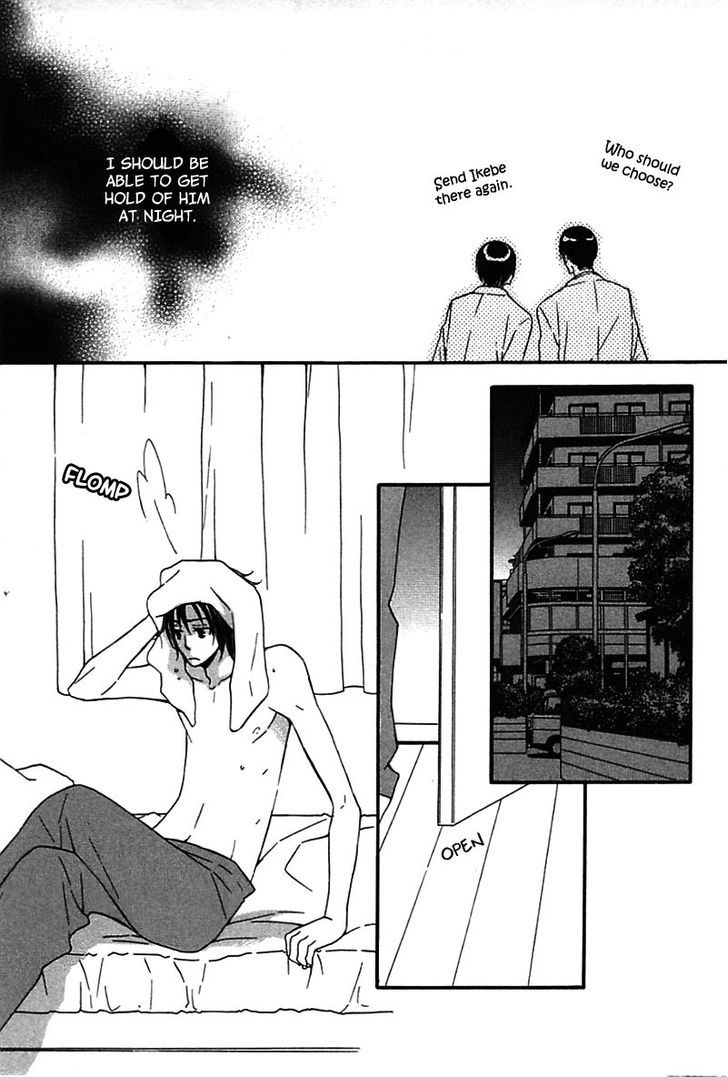 Who should
we choose?
Send Ikebe
there again.
I SHOULD BE
ABLE TO GET
HOLD OF HIM
AT NIGHT.
OPEN
FLOMP